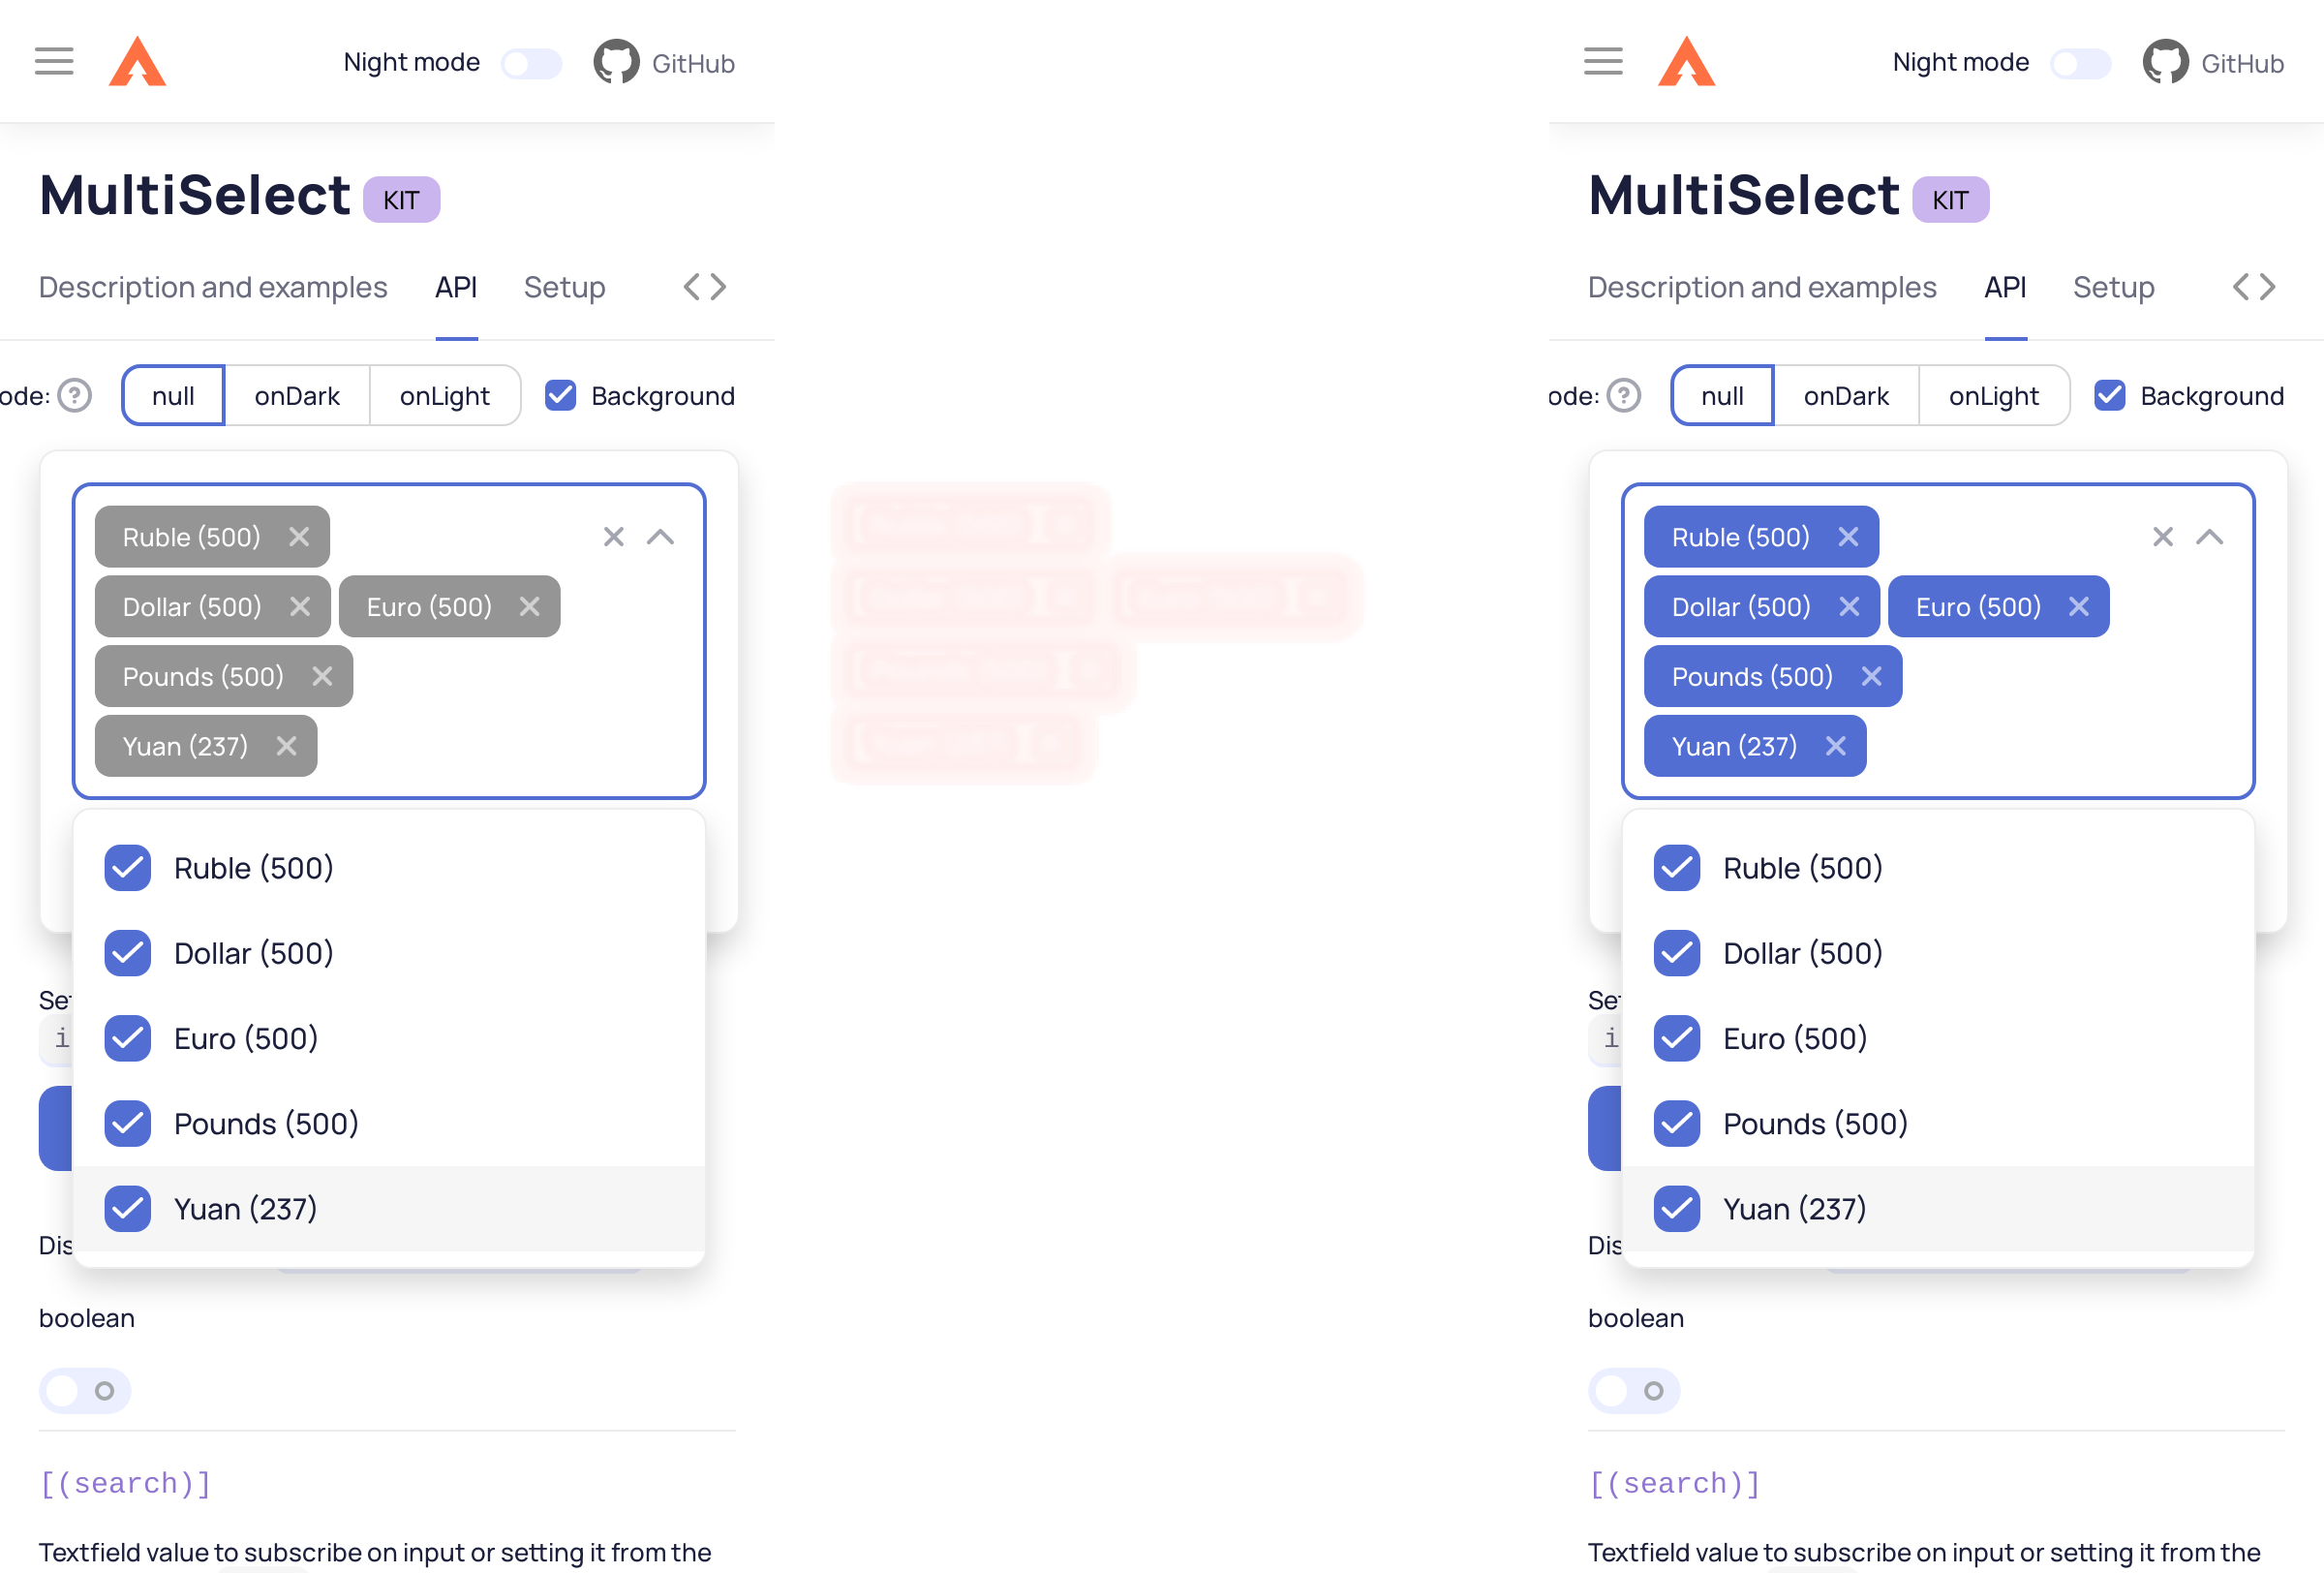 Night mode GitHub
MultiSelect KIT
Description and examples API Setup
ode: ? null onDark onLight Background
Ruble (500)
Dollar (500) Euro (500)
Pounds (500)
Yuan (237)
Ruble (500)
Dollar (500)
Euro (500)
Pounds (500)
Yuan (237)
Set
i
Dis
boolean
[(search)]
Textfield value to subscribe on input or setting it from the
Night mode GitHub
MultiSelect KIT
Description and examples API Setup
ode: ? null onDark onLight Background
Ruble (500)
Dollar (500) Euro (500)
Pounds (500)
Yuan (237)
Ruble (500)
Dollar (500)
Euro (500)
Pounds (500)
Yuan (237)
Set
i
Dis
boolean
[(search)]
Textfield value to subscribe on input or setting it from the